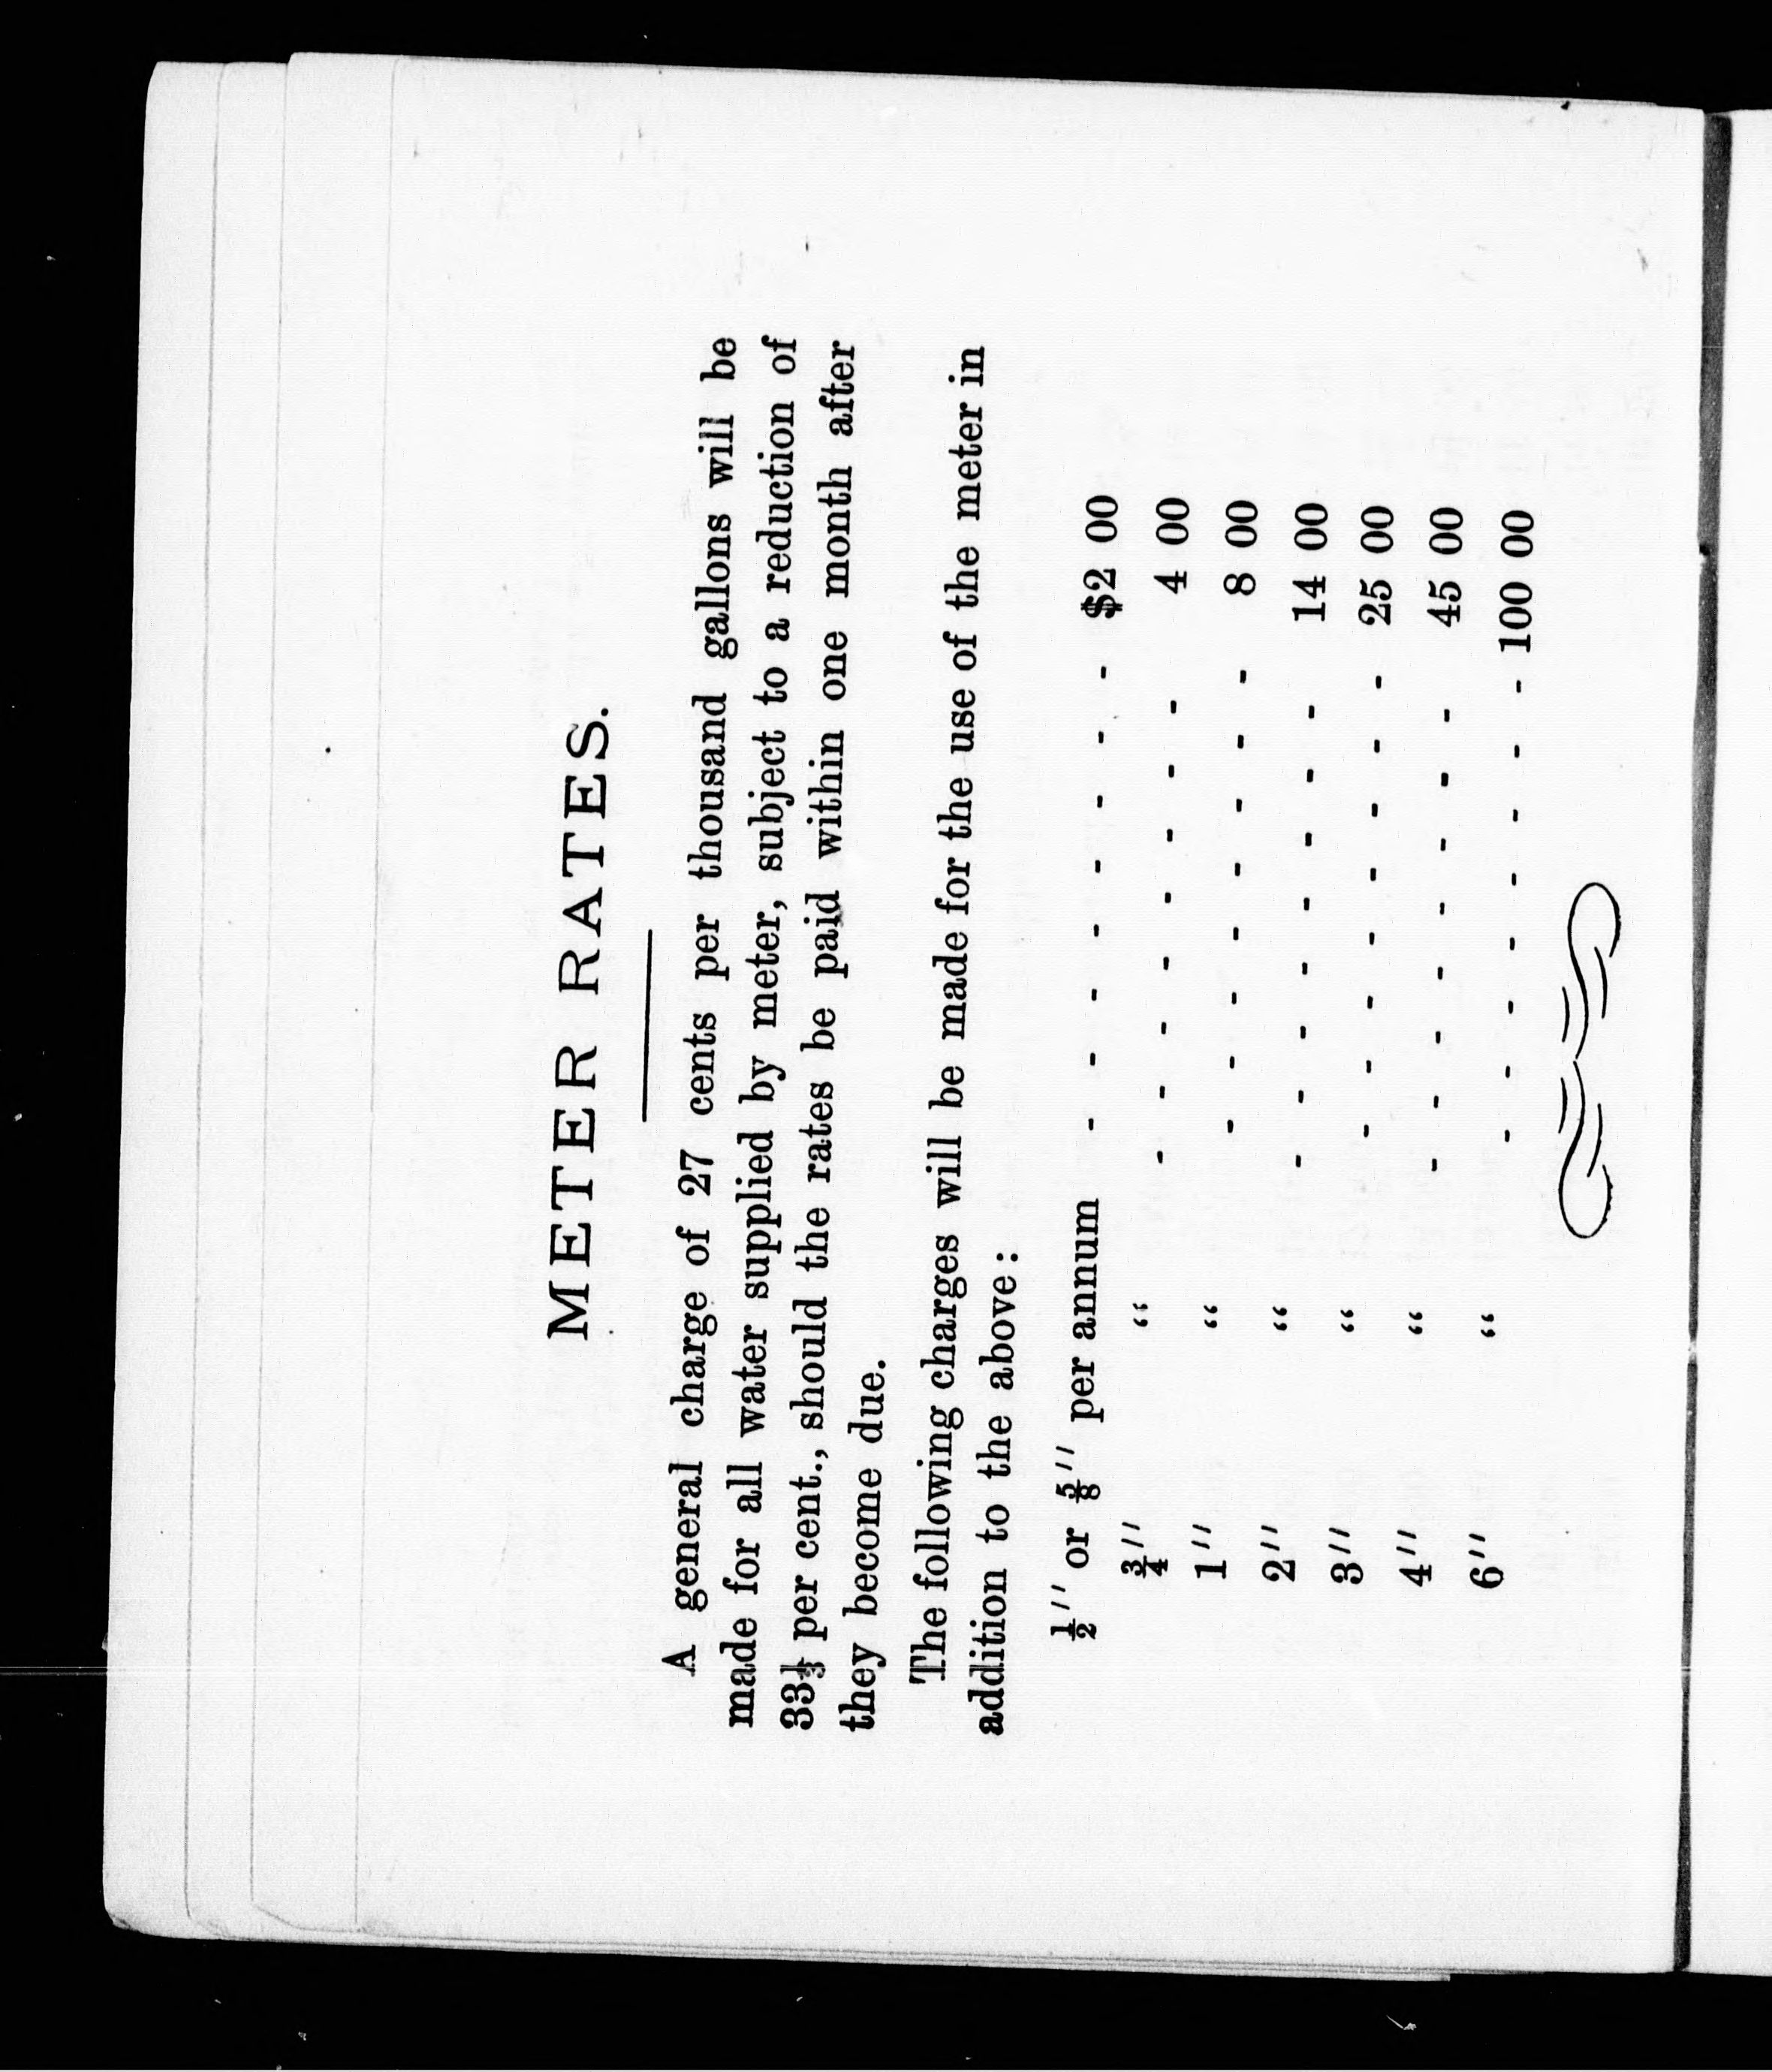 METER RATES.
A general charge of 27 cents per thousand gallons will be
made for all water supplied by meter, subject to a reduction of
33⅓ per cent., should the rates be paid within one month after
they become due.
The following charges will be made for the use of the meter in
addition to the above:
½'' or ⅝'' per annum - - - - - - - - $2 00
¾'' " - - - - - - - - 4 00
1'' " - - - - - - - - 8 00
2'' " - - - - - - - - 14 00
3'' " - - - - - - - - 25 00
4'' " - - - - - - - - 45 00
6'' " - - - - - - - - 100 00